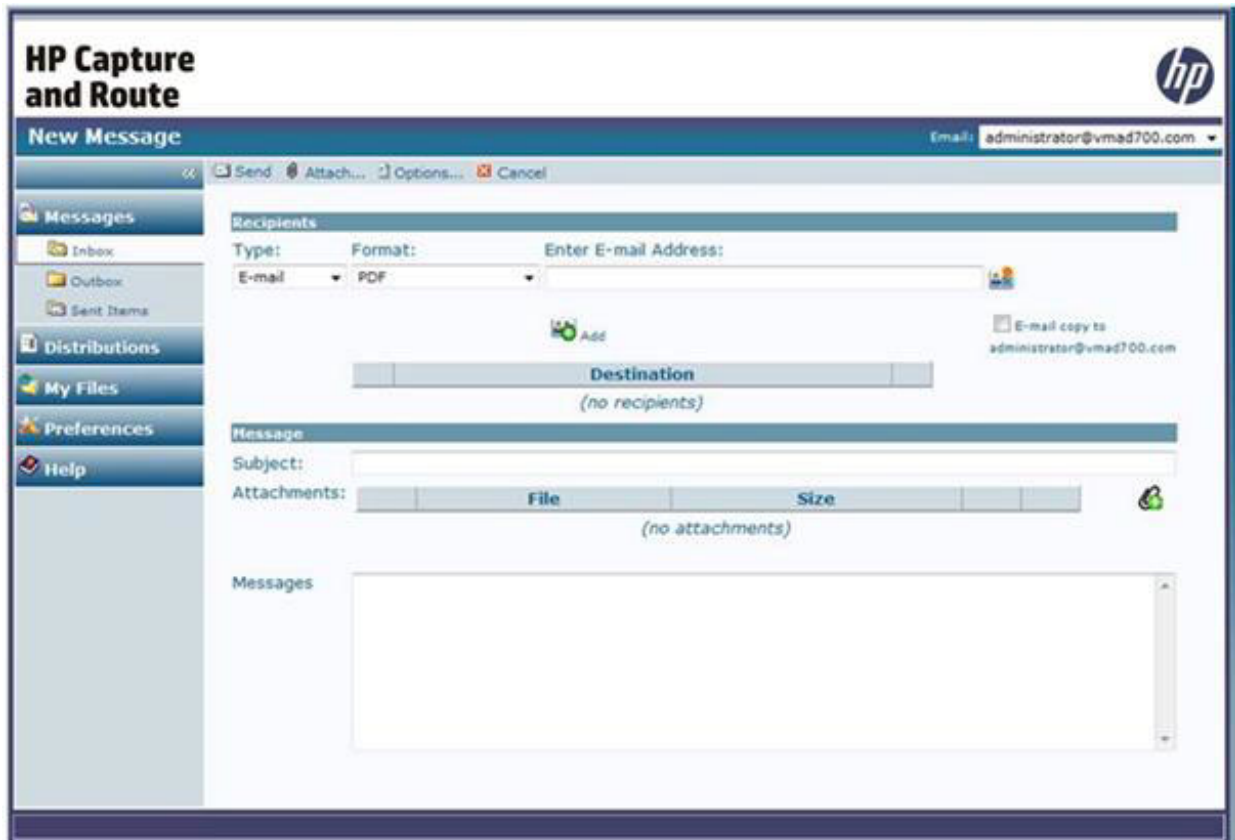 HP Capture
and Route
hp
New Message
Email: administrator@vmad700.com
« Send Attach... Options... Cancel
Messages
Inbox
Outbox
Sent Items
Distributions
My Files
Preferences
Help
Recipients
Type: Format: Enter E-mail Address:
E-mail PDF
Add
E-mail copy to
administrator@vmad700.com
Destination
(no recipients)
Message
Subject:
Attachments: File Size
(no attachments)
Messages